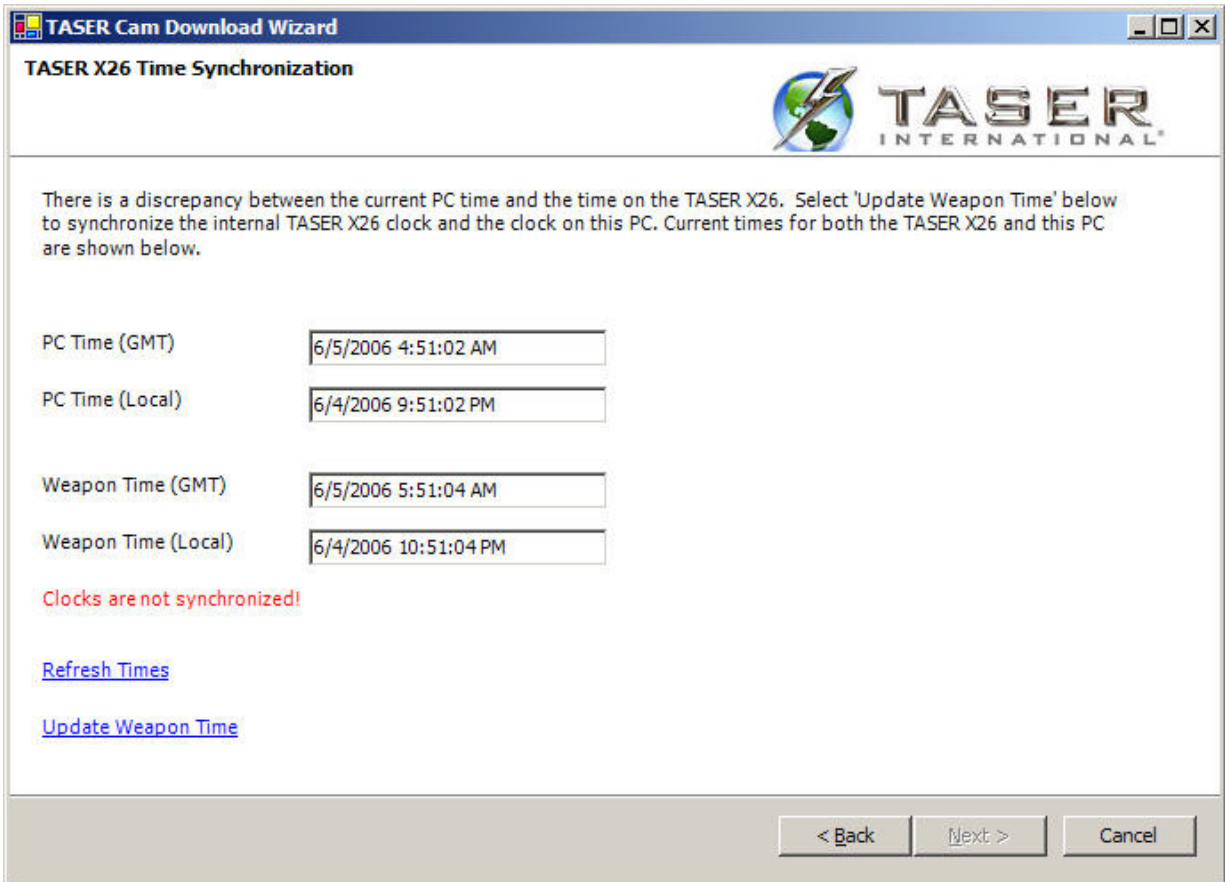 TASER Cam Download Wizard
TASER X26 Time Synchronization
TASER
INTERNATIONAL®
There is a discrepancy between the current PC time and the time on the TASER X26.  Select 'Update Weapon Time' below
to synchronize the internal TASER X26 clock and the clock on this PC. Current times for both the TASER X26 and this PC
are shown below.
PC Time (GMT) 6/5/2006 4:51:02 AM
PC Time (Local) 6/4/2006 9:51:02 PM
Weapon Time (GMT) 6/5/2006 5:51:04 AM
Weapon Time (Local) 6/4/2006 10:51:04 PM
Clocks are not synchronized!
Refresh Times
Update Weapon Time
< Back Next > Cancel